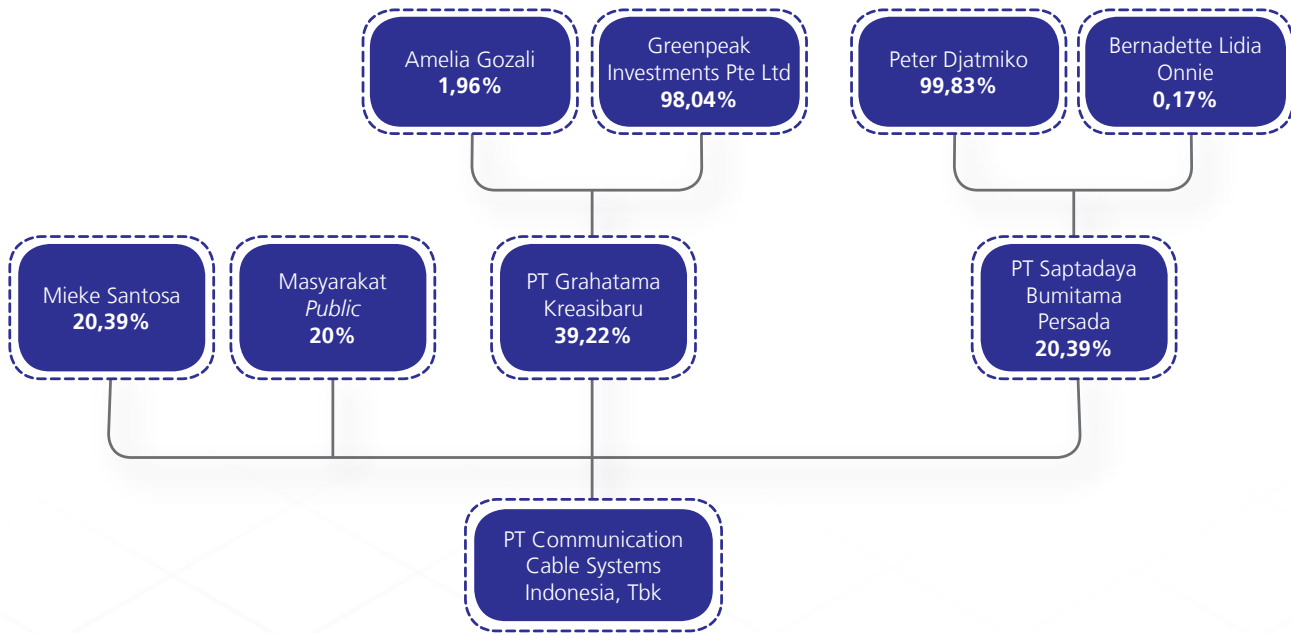 Amelia Gozali
1,96%
Greenpeak
Investments Pte Ltd
98,04%
Peter Djatmiko
99,83%
Bernadette Lidia
Onnie
0,17%
Mieke Santosa
20,39%
Masyarakat
Public
20%
PT Grahatama
Kreasibaru
39,22%
PT Saptadaya
Bumitama
Persada
20,39%
PT Communication
Cable Systems
Indonesia, Tbk